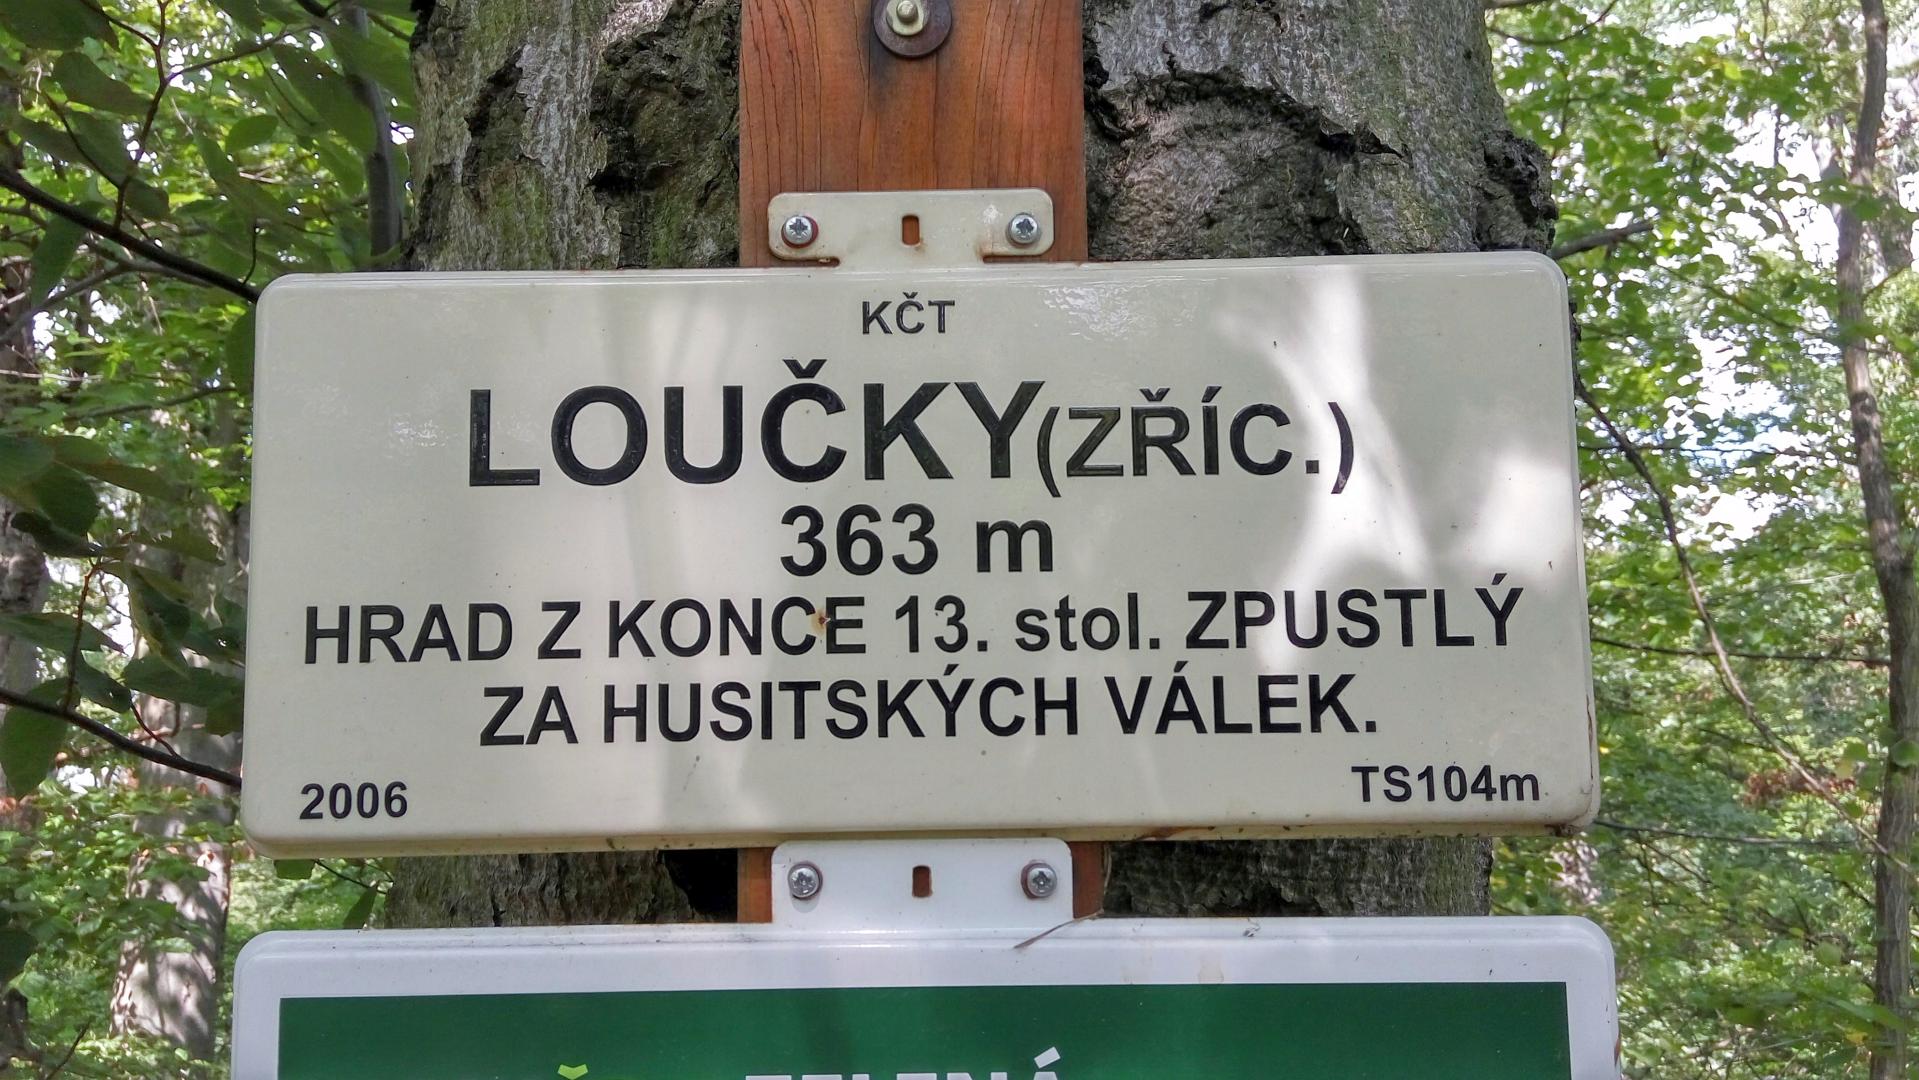 KČT
LOUČKY (ZŘÍC.)
363 m
HRAD Z KONCE 13. stol. ZPUSTLÝ
ZA HUSITSKÝCH VÁLEK.
2006 TS104m